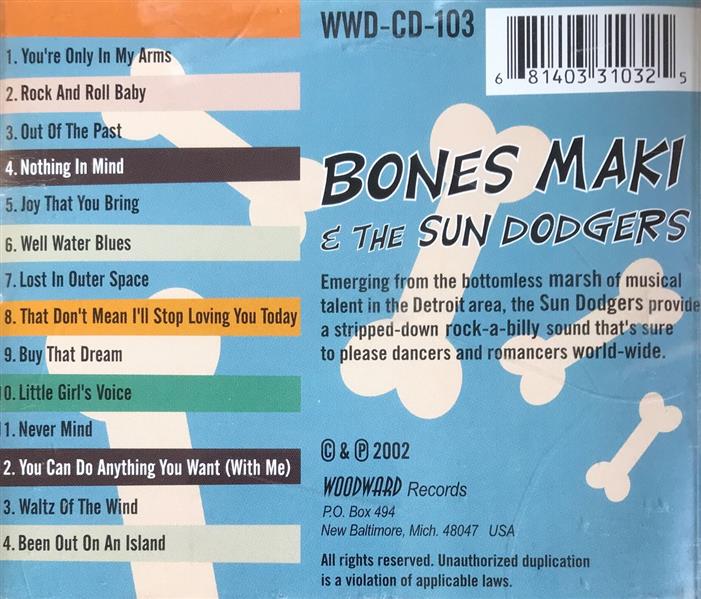 1. You're Only In My Arms
2. Rock And Roll Baby
3. Out Of The Past
4. Nothing In Mind
5. Joy That You Bring
6. Well Water Blues
7. Lost In Outer Space
8. That Don't Mean I'll Stop Loving You Today
9. Buy That Dream
0. Little Girl's Voice
1. Never Mind
2. You Can Do Anything You Want (With Me)
3. Waltz Of The Wind
4. Been Out On An Island
WWD-CD-103
6 81403 31032 5
BONES MAKI
& THE SUN DODGERS
Emerging from the bottomless marsh of musical
talent in the Detroit area, the Sun Dodgers provide
a stripped-down rock-a-billy sound that's sure
to please dancers and romancers world-wide.
© & ℗ 2002
WOODWARD Records
P.O. Box 494
New Baltimore, Mich. 48047 USA
All rights reserved. Unauthorized duplication
is a violation of applicable laws.